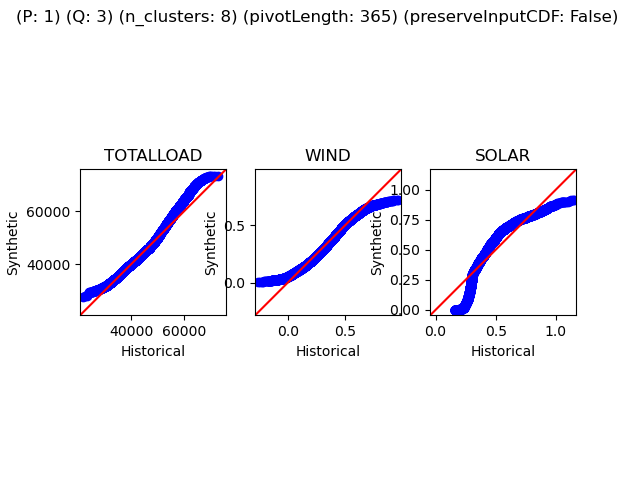 (P: 1) (Q: 3) (n_clusters: 8) (pivotLength: 365) (preserveInputCDF: False)
TOTALLOAD
Synthetic
60000
40000
40000 60000
Historical
WIND
Synthetic
0.5
0.0
0.0 0.5
Historical
SOLAR
Synthetic
1.00
0.75
0.50
0.25
0.00
0.0 0.5 1.0
Historical